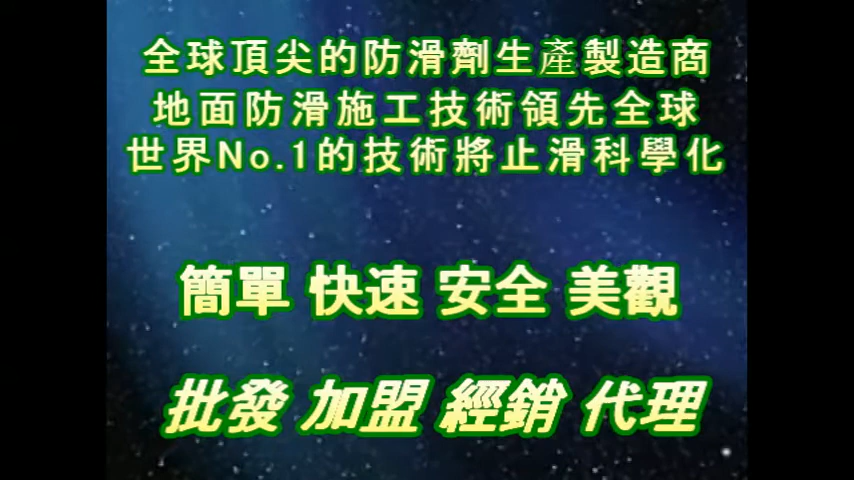 全球頂尖的防滑劑生產製造商
地面防滑施工技術領先全球
世界No.1的技術將止滑科學化
簡單 快速 安全 美觀
批發 加盟 經銷 代理